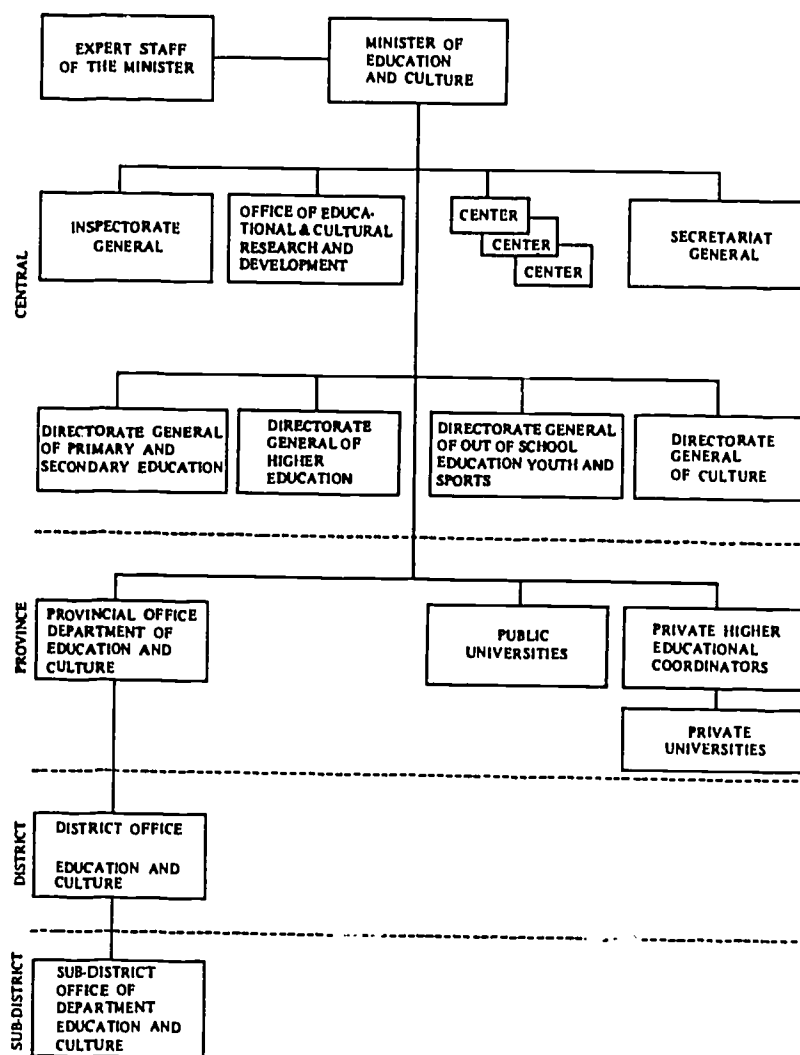 EXPERT STAFF
OF THE MINISTER
MINISTER OF
EDUCATION
AND CULTURE
CENTRAL
INSPECTORATE
GENERAL
OFFICE OF EDUCA-
TIONAL & CULTURAL
RESEARCH AND
DEVELOPMENT
CENTER
CENTER
CENTER
SECRETARIAT
GENERAL
DIRECTORATE GENERAL
OF PRIMARY AND
SECONDARY EDUCATION
DIRECTORATE
GENERAL OF
HIGHER
EDUCATION
DIRECTORATE GENERAL
OF OUT OF SCHOOL
EDUCATION YOUTH AND
SPORTS
DIRECTORATE
GENERAL
OF CULTURE
PROVINCE
PROVINCIAL OFFICE
DEPARTMENT OF
EDUCATION AND
CULTURE
PUBLIC
UNIVERSITIES
PRIVATE HIGHER
EDUCATIONAL
COORDINATORS
PRIVATE
UNIVERSITIES
DISTRICT
DISTRICT OFFICE
EDUCATION AND
CULTURE
SUB-DISTRICT
SUB-DISTRICT
OFFICE OF
DEPARTMENT
EDUCATION AND
CULTURE